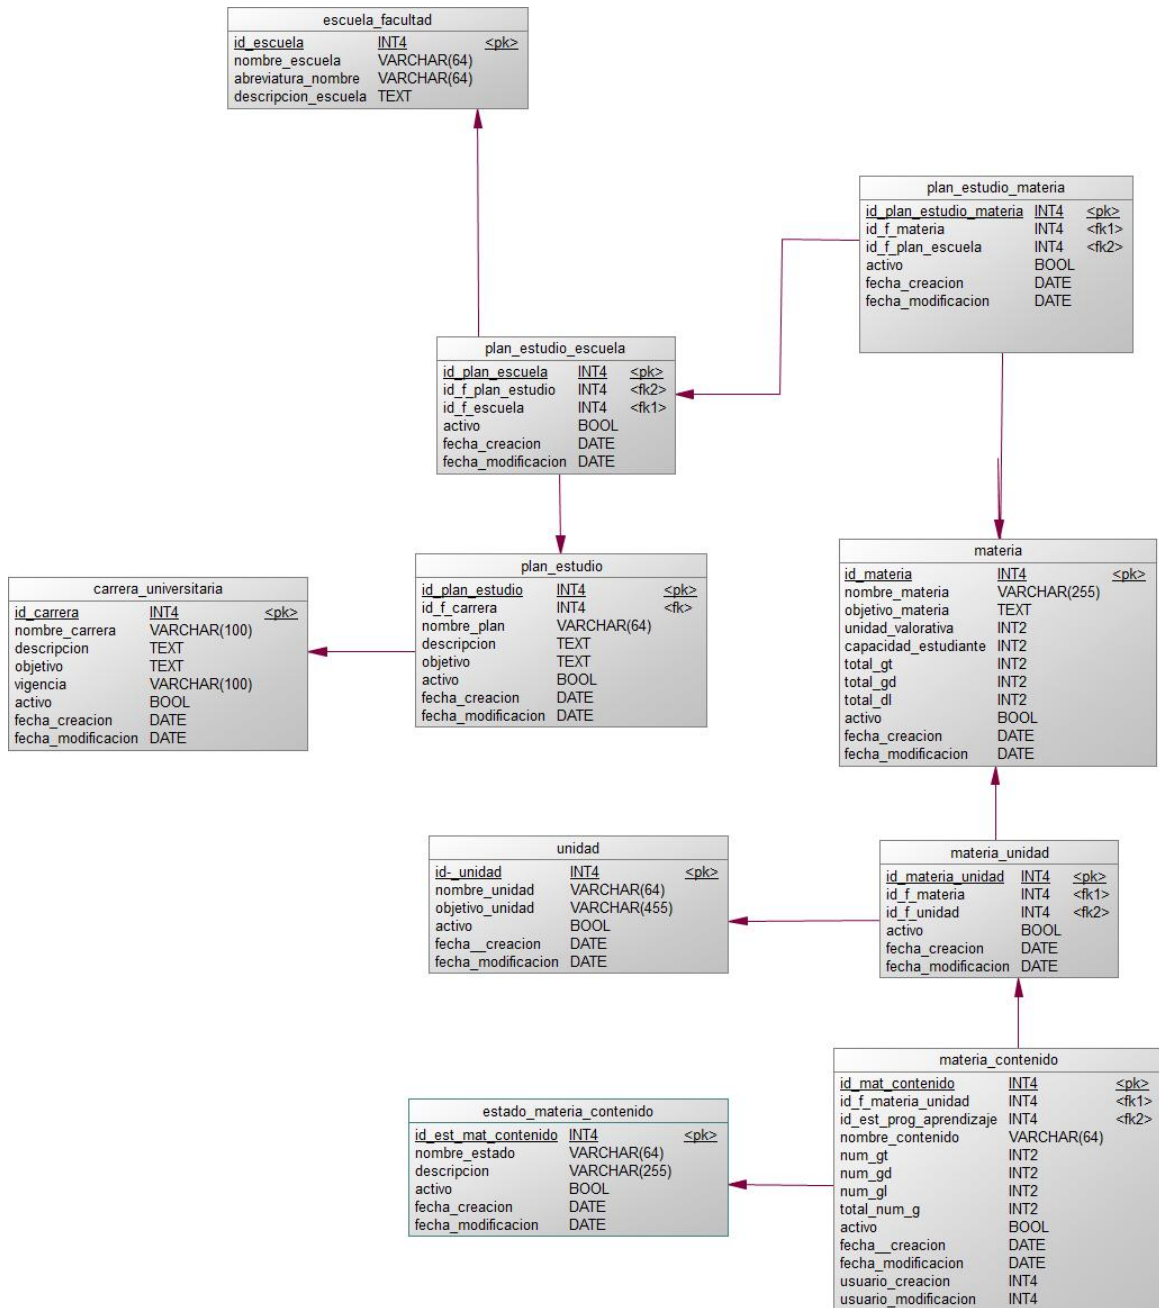 escuela_facultad
id_escuela INT4 <pk>
nombre_escuela VARCHAR(64)
abreviatura_nombre VARCHAR(64)
descripcion_escuela TEXT
plan_estudio_materia
id_plan_estudio_materia INT4 <pk>
id_f_materia INT4 <fk1>
id_f_plan_escuela INT4 <fk2>
activo BOOL
fecha_creacion DATE
fecha_modificacion DATE
plan_estudio_escuela
id_plan_escuela INT4 <pk>
id_f_plan_estudio INT4 <fk2>
id_f_escuela INT4 <fk1>
activo BOOL
fecha_creacion DATE
fecha_modificacion DATE
materia
id_materia INT4 <pk>
nombre_materia VARCHAR(255)
objetivo_materia TEXT
unidad_valorativa INT2
capacidad_estudiante INT2
total_gt INT2
total_gd INT2
total_dl INT2
activo BOOL
fecha_creacion DATE
fecha_modificacion DATE
plan_estudio
id_plan_estudio INT4 <pk>
id_f_carrera INT4 <fk>
nombre_plan VARCHAR(64)
descripcion TEXT
objetivo TEXT
activo BOOL
fecha_creacion DATE
fecha_modificacion DATE
carrera_universitaria
id_carrera INT4 <pk>
nombre_carrera VARCHAR(100)
descripcion TEXT
objetivo TEXT
vigencia VARCHAR(100)
activo BOOL
fecha_creacion DATE
fecha_modificacion DATE
unidad
id-_unidad INT4 <pk>
nombre_unidad VARCHAR(64)
objetivo_unidad VARCHAR(455)
activo BOOL
fecha__creacion DATE
fecha_modificacion DATE
materia_unidad
id_materia_unidad INT4 <pk>
id_f_materia INT4 <fk1>
id_f_unidad INT4 <fk2>
activo BOOL
fecha_creacion DATE
fecha_modificacion DATE
materia_contenido
id_mat_contenido INT4 <pk>
id_f_materia_unidad INT4 <fk1>
id_est_prog_aprendizaje INT4 <fk2>
nombre_contenido VARCHAR(64)
num_gt INT2
num_gd INT2
num_gl INT2
total_num_g INT2
activo BOOL
fecha__creacion DATE
fecha_modificacion DATE
usuario_creacion INT4
usuario_modificacion INT4
estado_materia_contenido
id_est_mat_contenido INT4 <pk>
nombre_estado VARCHAR(64)
descripcion VARCHAR(255)
activo BOOL
fecha_creacion DATE
fecha_modificacion DATE